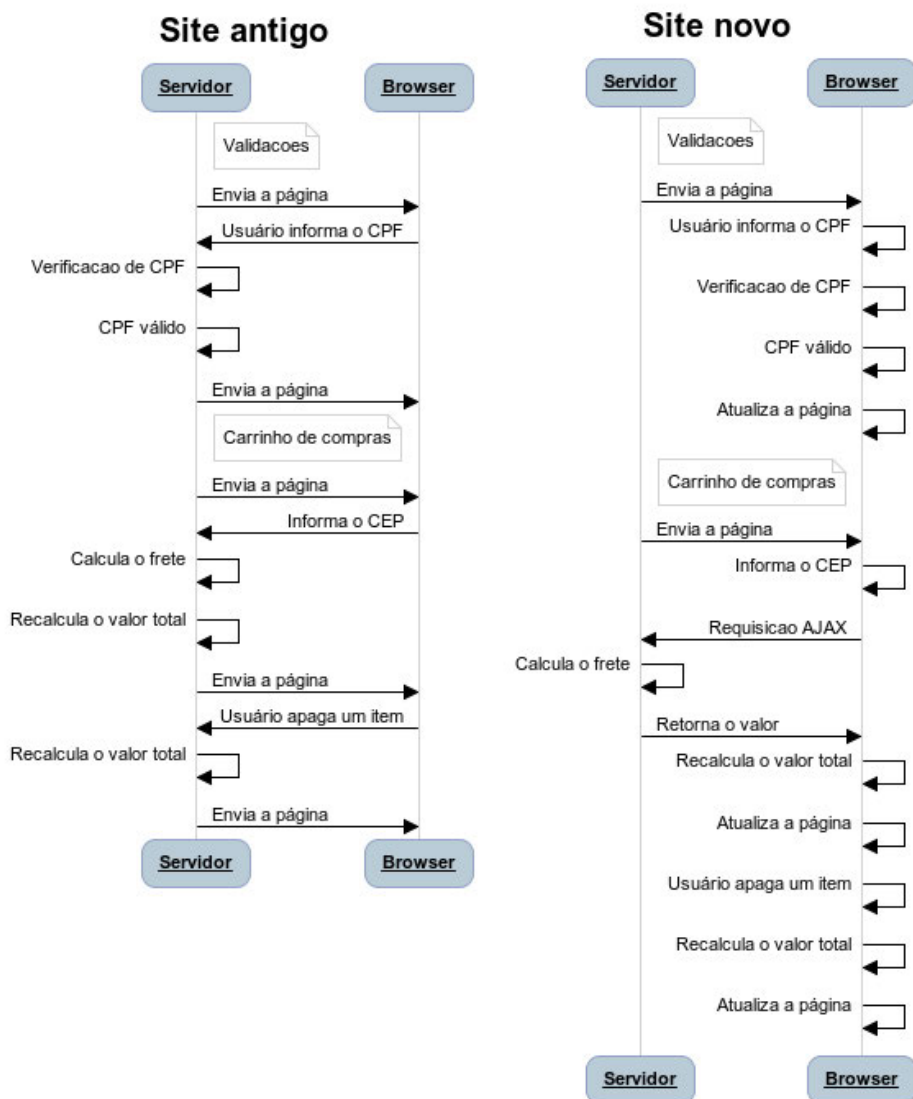 Site antigo
Servidor
Browser
Validacoes
Envia a página
Usuário informa o CPF
Verificacao de CPF
CPF válido
Envia a página
Carrinho de compras
Envia a página
Informa o CEP
Calcula o frete
Recalcula o valor total
Envia a página
Usuário apaga um item
Recalcula o valor total
Envia a página
Servidor
Browser
Site novo
Servidor
Browser
Validacoes
Envia a página
Usuário informa o CPF
Verificacao de CPF
CPF válido
Atualiza a página
Carrinho de compras
Envia a página
Informa o CEP
Requisicao AJAX
Calcula o frete
Retorna o valor
Recalcula o valor total
Atualiza a página
Usuário apaga um item
Recalcula o valor total
Atualiza a página
Servidor
Browser